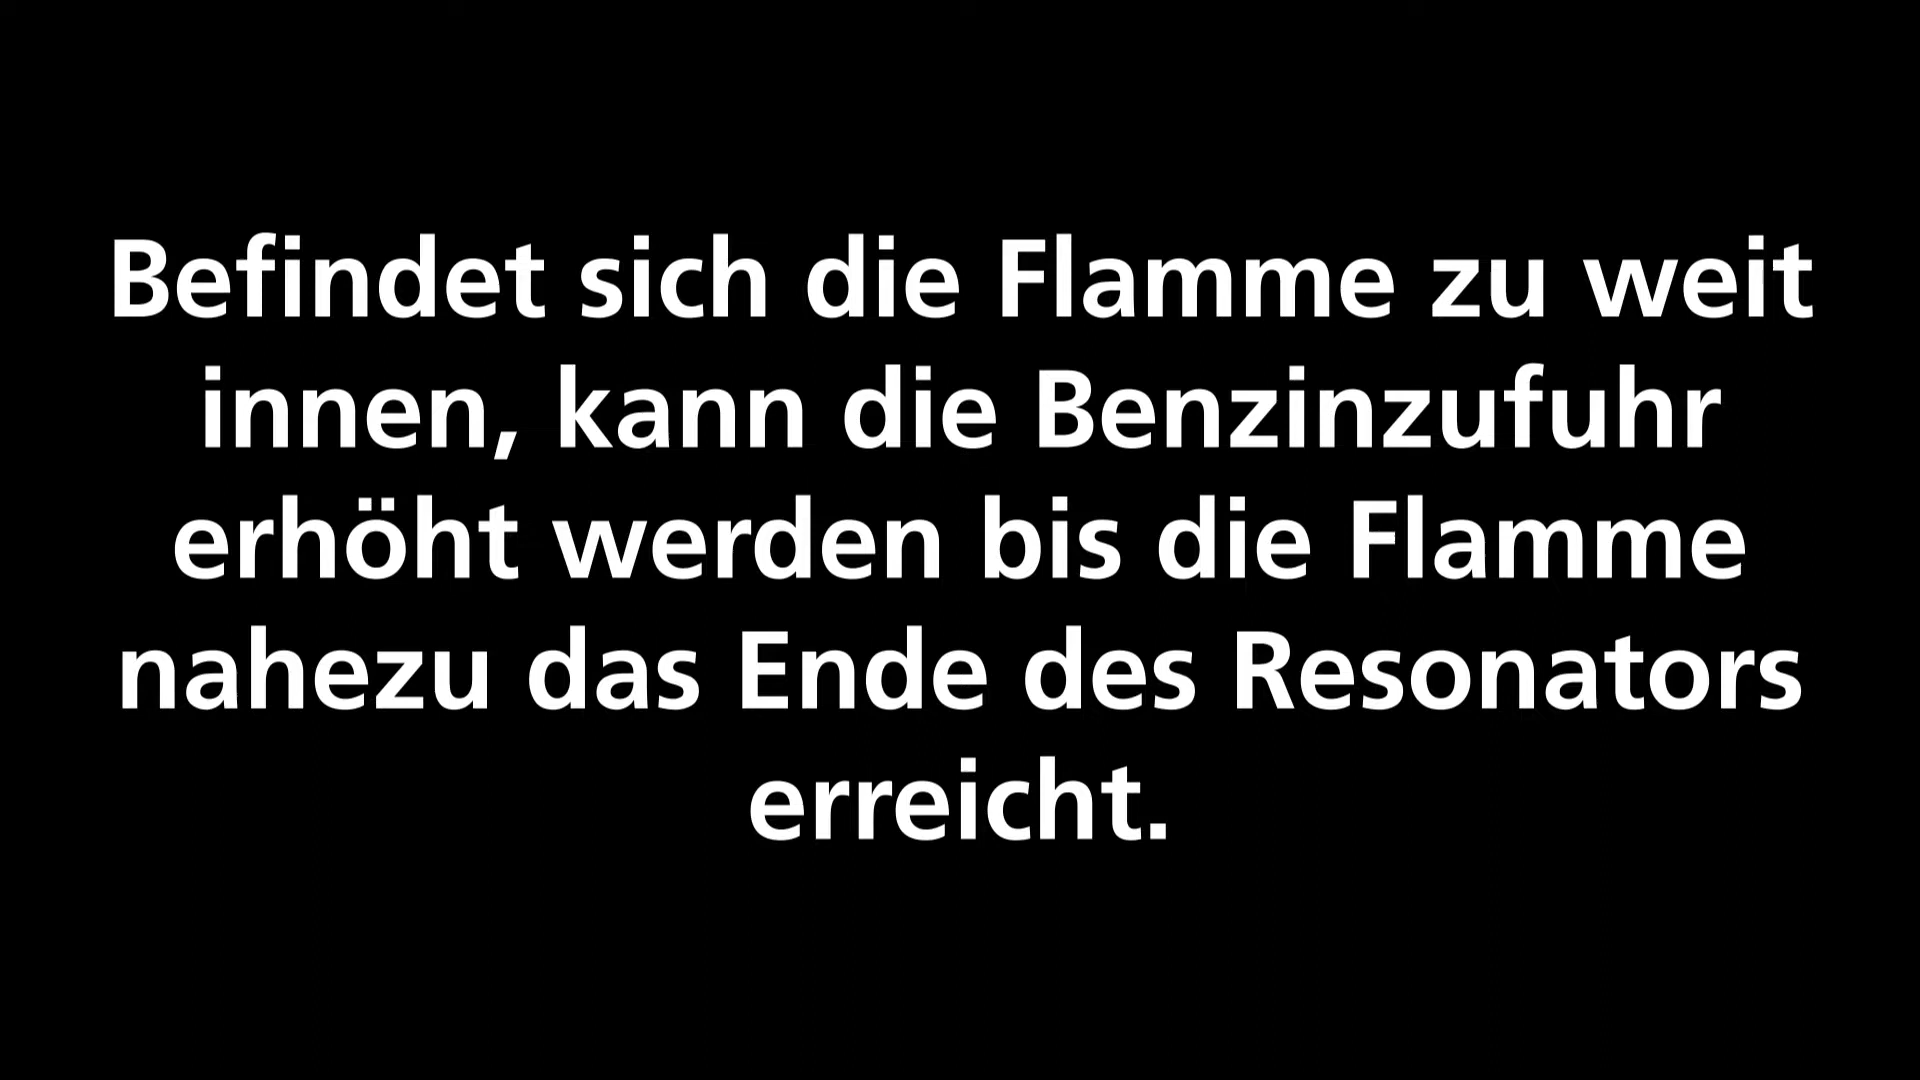 Befindet sich die Flamme zu weit
innen, kann die Benzinzufuhr
erhöht werden bis die Flamme
nahezu das Ende des Resonators
erreicht.